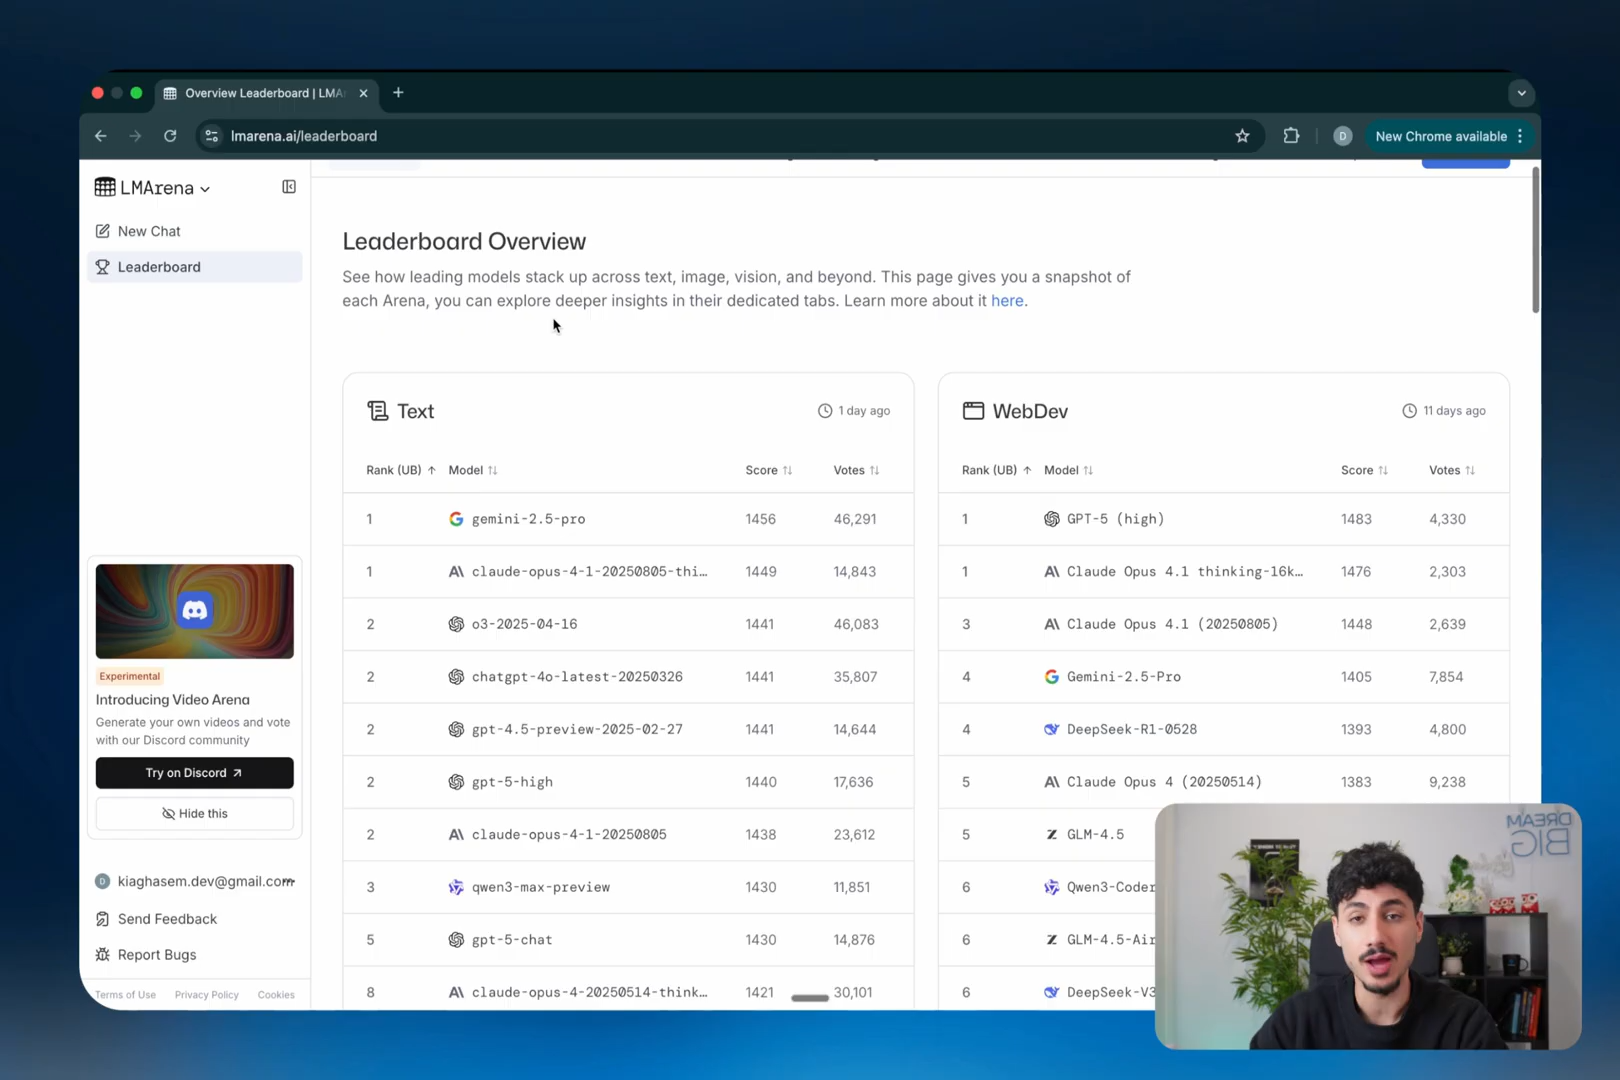 Overview Leaderboard | LMA
lmarena.ai/leaderboard
D
New Chrome available
LMArena
New Chat
Leaderboard
Leaderboard Overview
See how leading models stack up across text, image, vision, and beyond. This page gives you a snapshot of
each Arena, you can explore deeper insights in their dedicated tabs. Learn more about it here.
Text
1 day ago
Rank (UB) Model Score Votes
1 gemini-2.5-pro 1456 46,291
1 claude-opus-4-1-20250805-thi… 1449 14,843
2 o3-2025-04-16 1441 46,083
2 chatgpt-4o-latest-20250326 1441 35,807
2 gpt-4.5-preview-2025-02-27 1441 14,644
2 gpt-5-high 1440 17,636
2 claude-opus-4-1-20250805 1438 23,612
3 qwen3-max-preview 1430 11,851
5 gpt-5-chat 1430 14,876
8 claude-opus-4-20250514-think… 1421 30,101
WebDev
11 days ago
Rank (UB) Model Score Votes
1 GPT-5 (high) 1483 4,330
1 Claude Opus 4.1 thinking-16k… 1476 2,303
3 Claude Opus 4.1 (20250805) 1448 2,639
4 Gemini-2.5-Pro 1405 7,854
4 DeepSeek-R1-0528 1393 4,800
5 Claude Opus 4 (20250514) 1383 9,238
5 GLM-4.5
6 Qwen3-Coder
6 GLM-4.5-Air
6 DeepSeek-V3
Experimental
Introducing Video Arena
Generate your own videos and vote
with our Discord community
Try on Discord
Hide this
D
kiaghasem.dev@gmail.com
Send Feedback
Report Bugs
Terms of Use Privacy Policy Cookies
DREAM
BIG